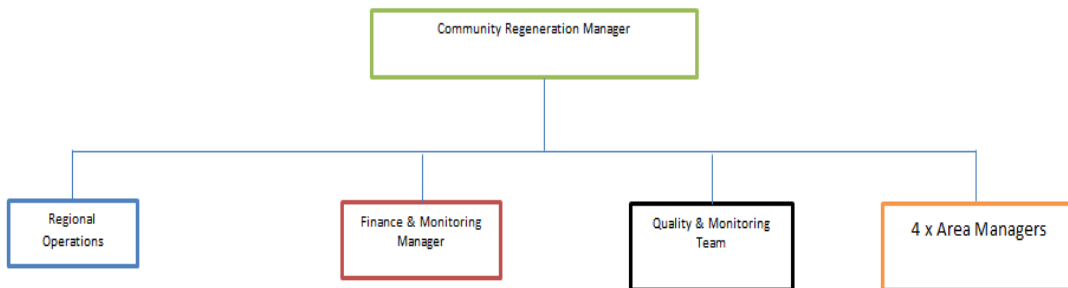 Community Regeneration Manager
Regional
Operations
Finance & Monitoring
Manager
Quality & Monitoring
Team
4 x Area Managers